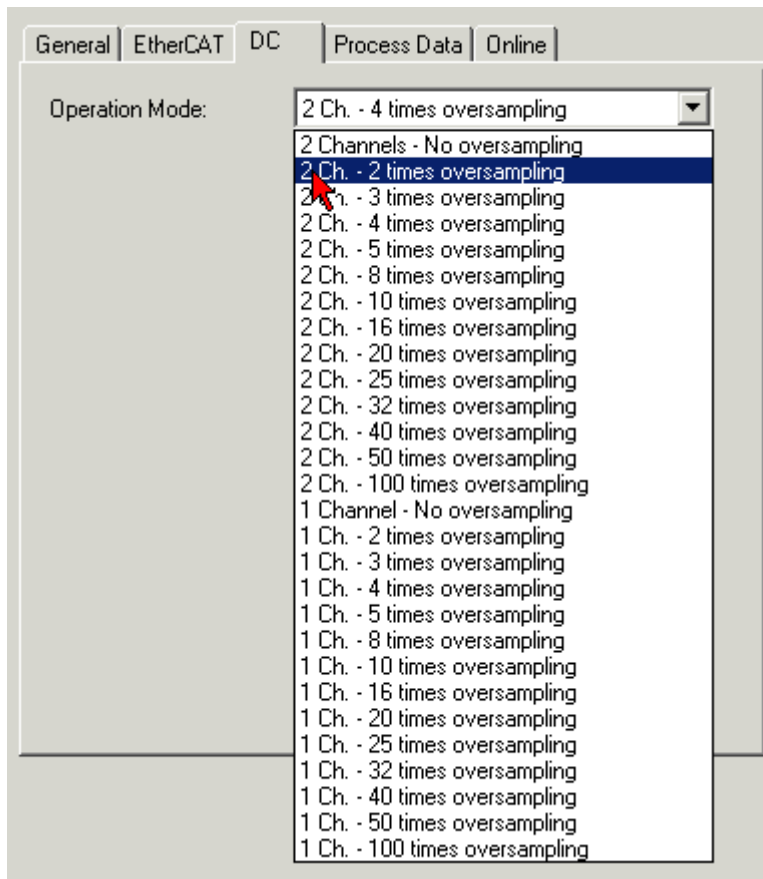 General EtherCAT DC Process Data Online
Operation Mode: 2 Ch. - 4 times oversampling
2 Channels - No oversampling
2 Ch. - 2 times oversampling
2 Ch. - 3 times oversampling
2 Ch. - 4 times oversampling
2 Ch. - 5 times oversampling
2 Ch. - 8 times oversampling
2 Ch. - 10 times oversampling
2 Ch. - 16 times oversampling
2 Ch. - 20 times oversampling
2 Ch. - 25 times oversampling
2 Ch. - 32 times oversampling
2 Ch. - 40 times oversampling
2 Ch. - 50 times oversampling
2 Ch. - 100 times oversampling
1 Channel - No oversampling
1 Ch. - 2 times oversampling
1 Ch. - 3 times oversampling
1 Ch. - 4 times oversampling
1 Ch. - 5 times oversampling
1 Ch. - 8 times oversampling
1 Ch. - 10 times oversampling
1 Ch. - 16 times oversampling
1 Ch. - 20 times oversampling
1 Ch. - 25 times oversampling
1 Ch. - 32 times oversampling
1 Ch. - 40 times oversampling
1 Ch. - 50 times oversampling
1 Ch. - 100 times oversampling